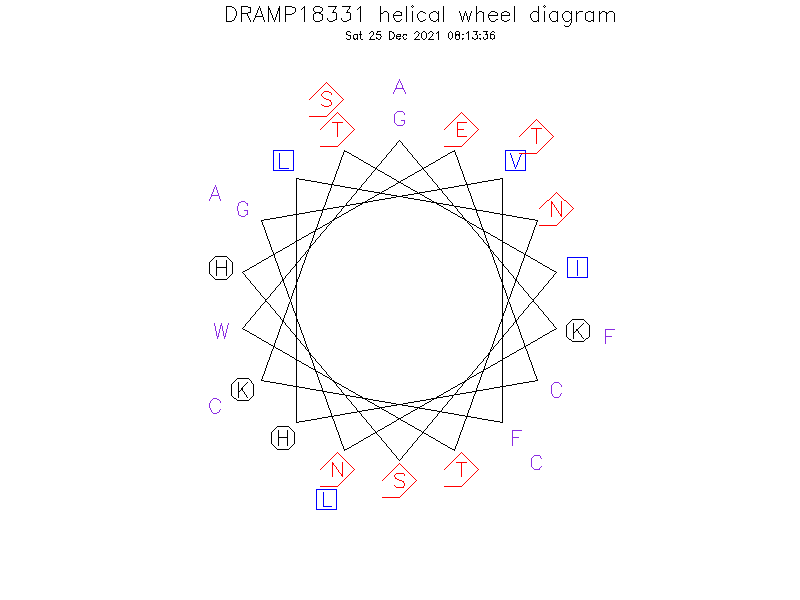 DRAMP18331 helical wheel diagram
Sat 25 Dec 2021 08:13:36
A
S
G
T
E
T
L
V
A
G
N
H
I
W
K
F
K
C
C
H
F
C
N
S
T
L